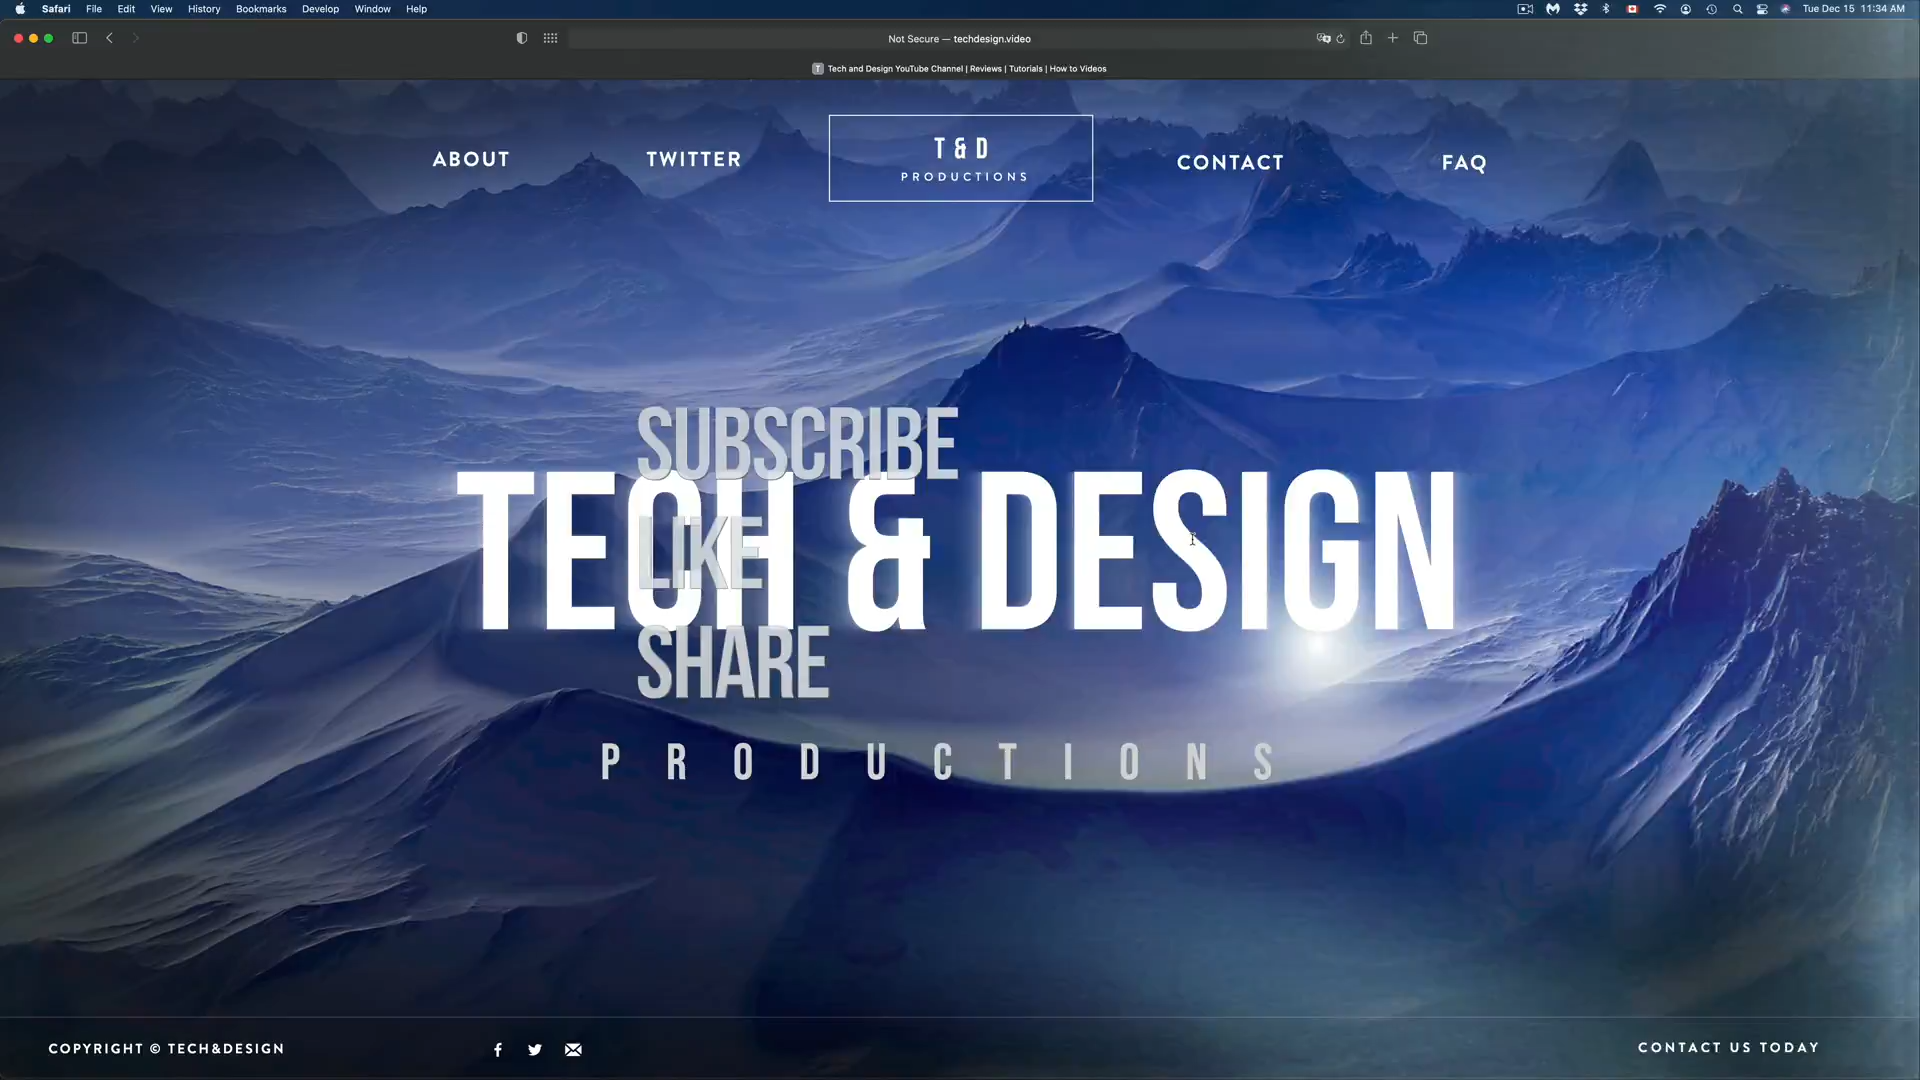 Safari File Edit View History Bookmarks Develop Window Help Tue Dec 15 11:34 AM
Not Secure — techdesign.video
T Tech and Design YouTube Channel | Reviews | Tutorials | How to Videos
ABOUT TWITTER T & D CONTACT FAQ
PRODUCTIONS
SUBSCRIBE
TECH & DESIGN
LIKE
SHARE
PRODUCTIONS
COPYRIGHT © TECH&DESIGN CONTACT US TODAY